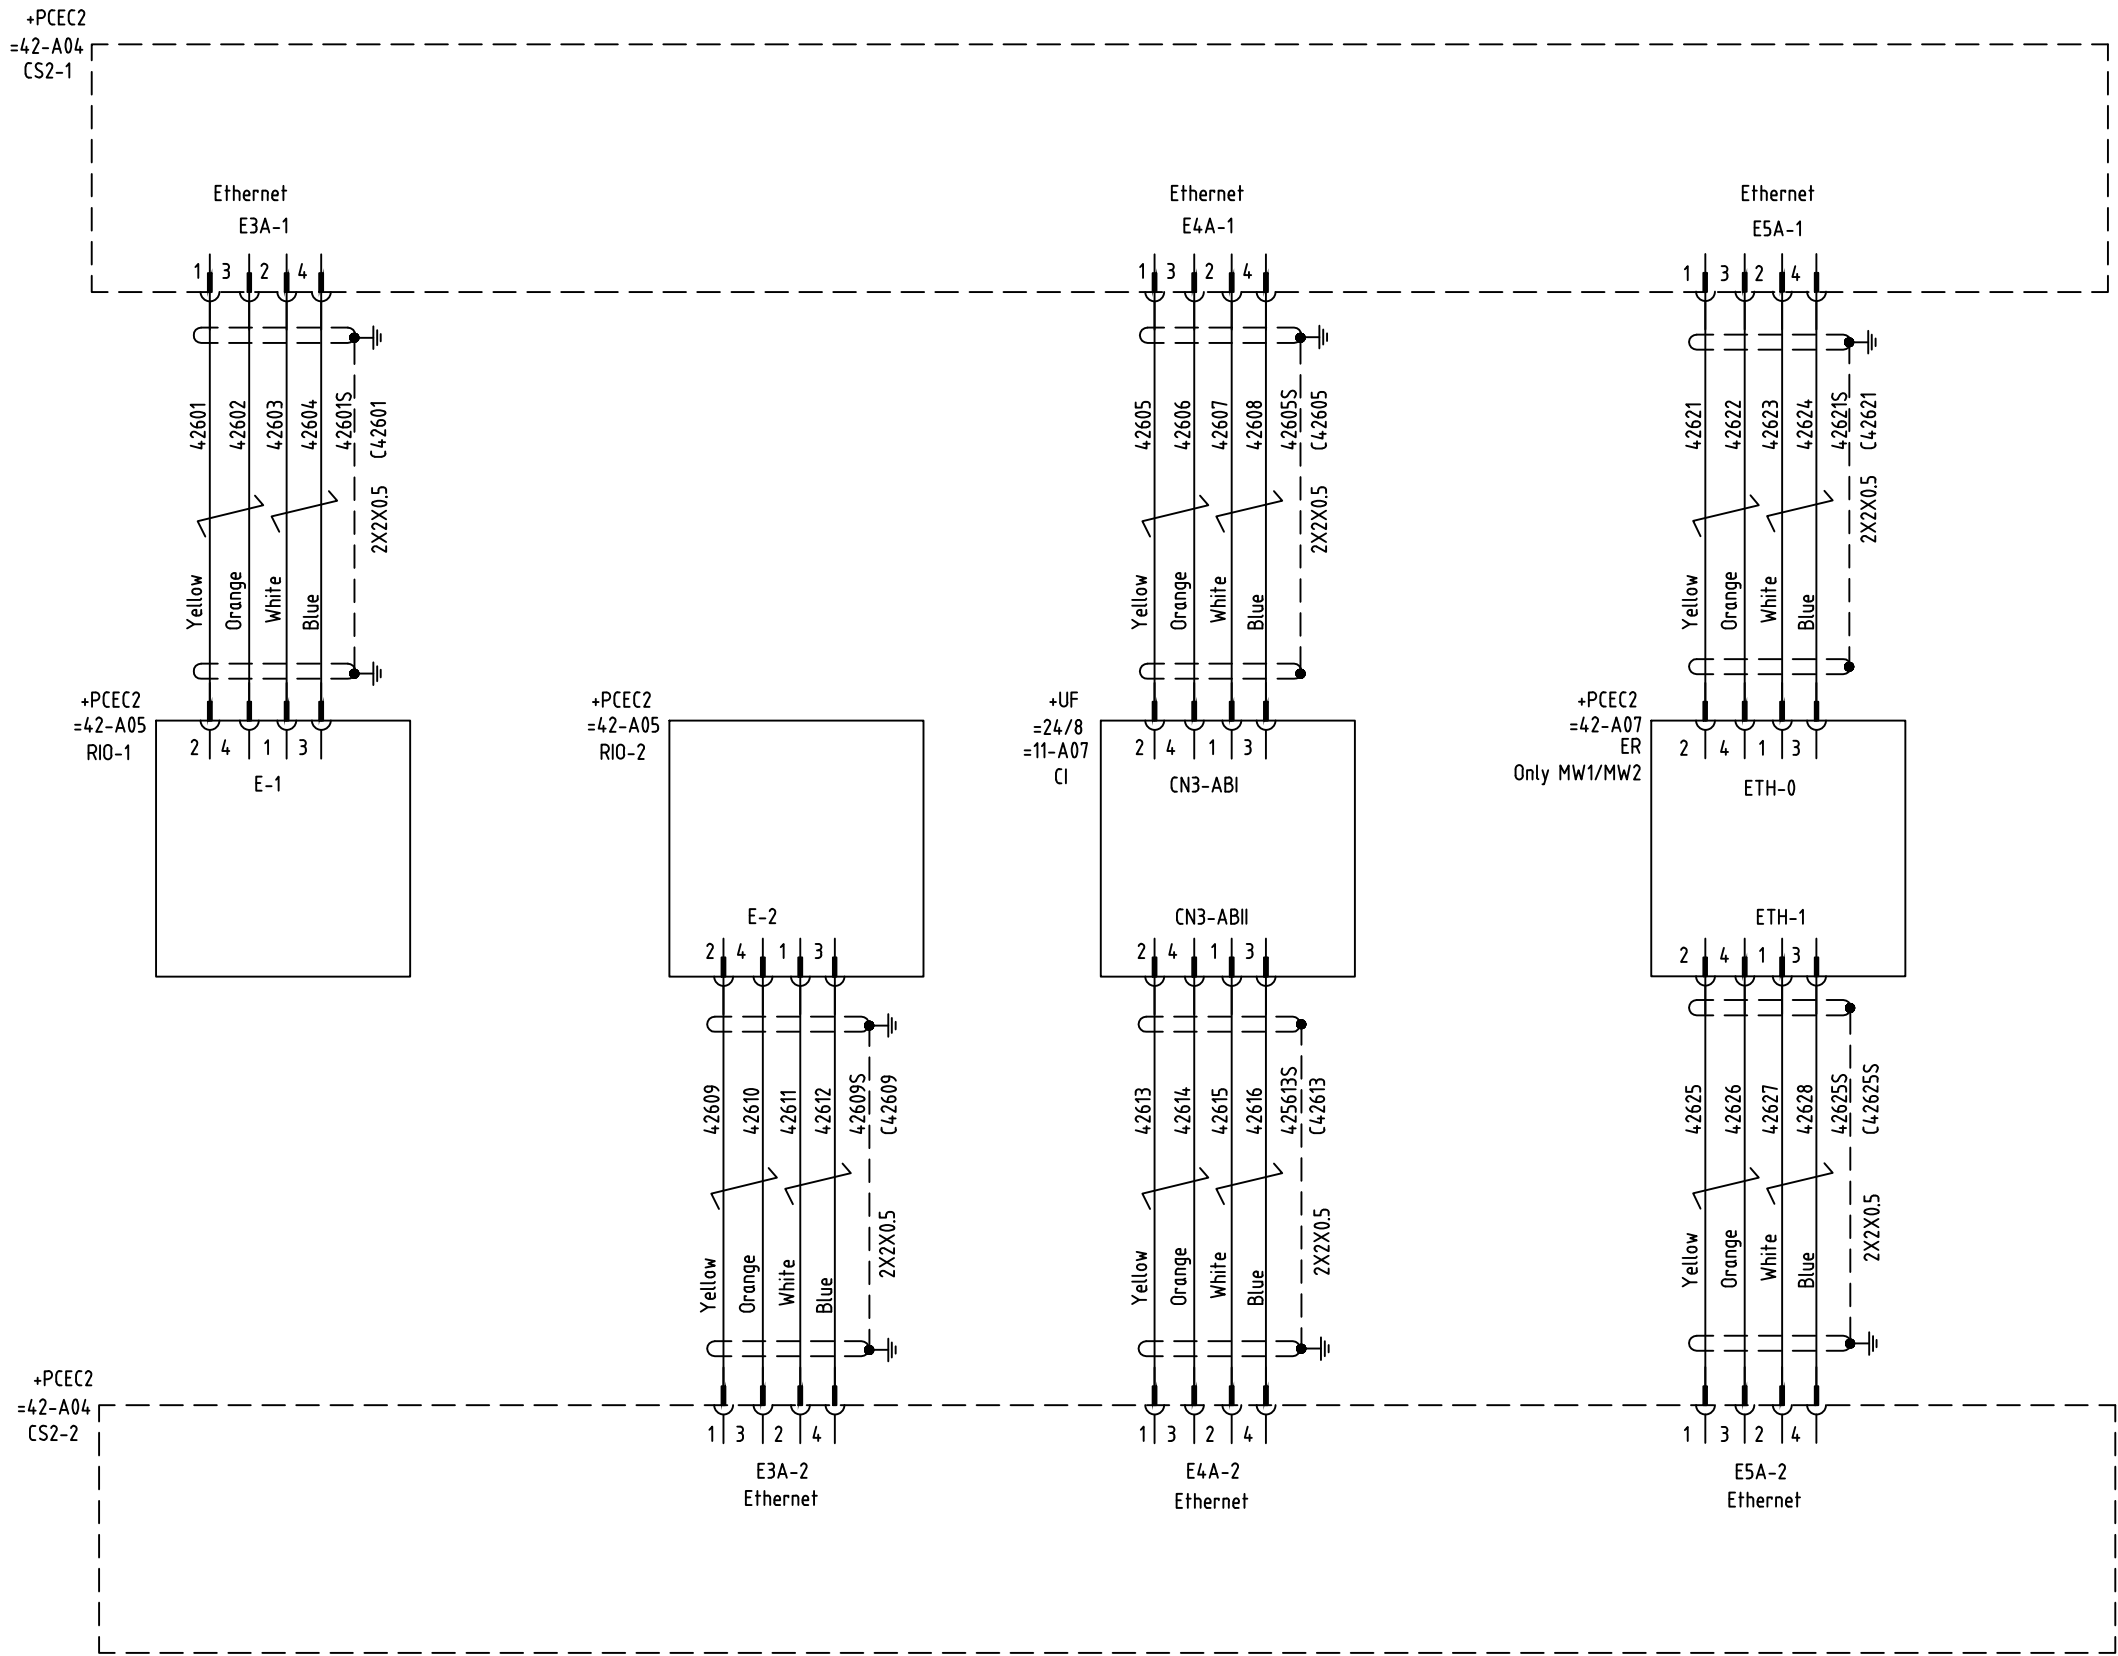 +PCEC2
=42-A04
CS2-1
Ethernet
E3A-1
1 3 2 4
Ethernet
E4A-1
1 3 2 4
Ethernet
E5A-1
1 3 2 4
42601
42602
42603
42604
42601S
C42601
2X2X0.5
Yellow
Orange
White
Blue
42605
42606
42607
42608
42605S
C42605
2X2X0.5
Yellow
Orange
White
Blue
42621
42622
42623
42624
42621S
C42621
2X2X0.5
Yellow
Orange
White
Blue
+PCEC2
=42-A05
RIO-1
2 4 1 3
E-1
+PCEC2
=42-A05
RIO-2
E-2
2 4 1 3
+UF
=24/8
=11-A07
CI
2 4 1 3
CN3-ABI
CN3-ABII
2 4 1 3
+PCEC2
=42-A07
ER
Only MW1/MW2
2 4 1 3
ETH-0
ETH-1
2 4 1 3
42609
42610
42611
42612
42609S
C42609
2X2X0.5
Yellow
Orange
White
Blue
42613
42614
42615
42616
425613S
C42613
2X2X0.5
Yellow
Orange
White
Blue
42625
42626
42627
42628
42625S
C42625S
2X2X0.5
Yellow
Orange
White
Blue
+PCEC2
=42-A04
CS2-2
1 3 2 4
E3A-2
Ethernet
1 3 2 4
E4A-2
Ethernet
1 3 2 4
E5A-2
Ethernet